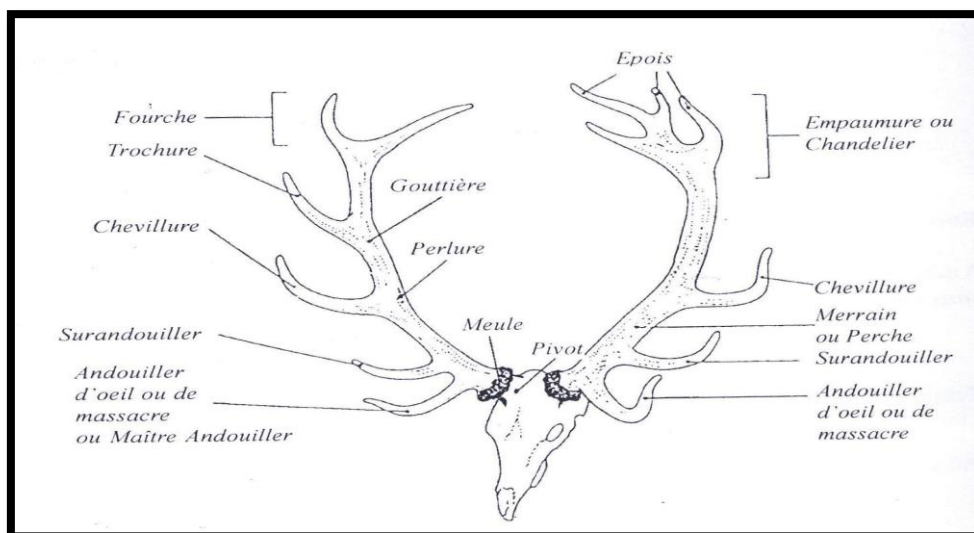 Epois
Fourche
Empaumure ou
Chandelier
Trochure
Gouttière
Chevillure
Perlure
Chevillure
Merrain
ou Perche
Surandouiller
Meule
Pivot
Surandouiller
Andouiller
d'oeil ou de
massacre
ou Maître Andouiller
Andouiller
d'oeil ou de
massacre